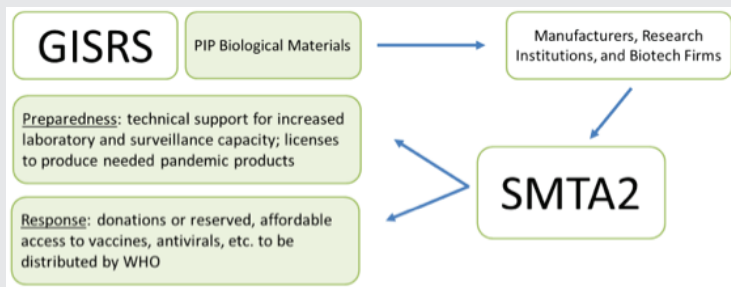 GISRS
PIP Biological Materials
Manufacturers, Research
Institutions, and Biotech Firms
Preparedness: technical support for increased
laboratory and surveillance capacity; licenses
to produce needed pandemic products
SMTA2
Response: donations or reserved, affordable
access to vaccines, antivirals, etc. to be
distributed by WHO